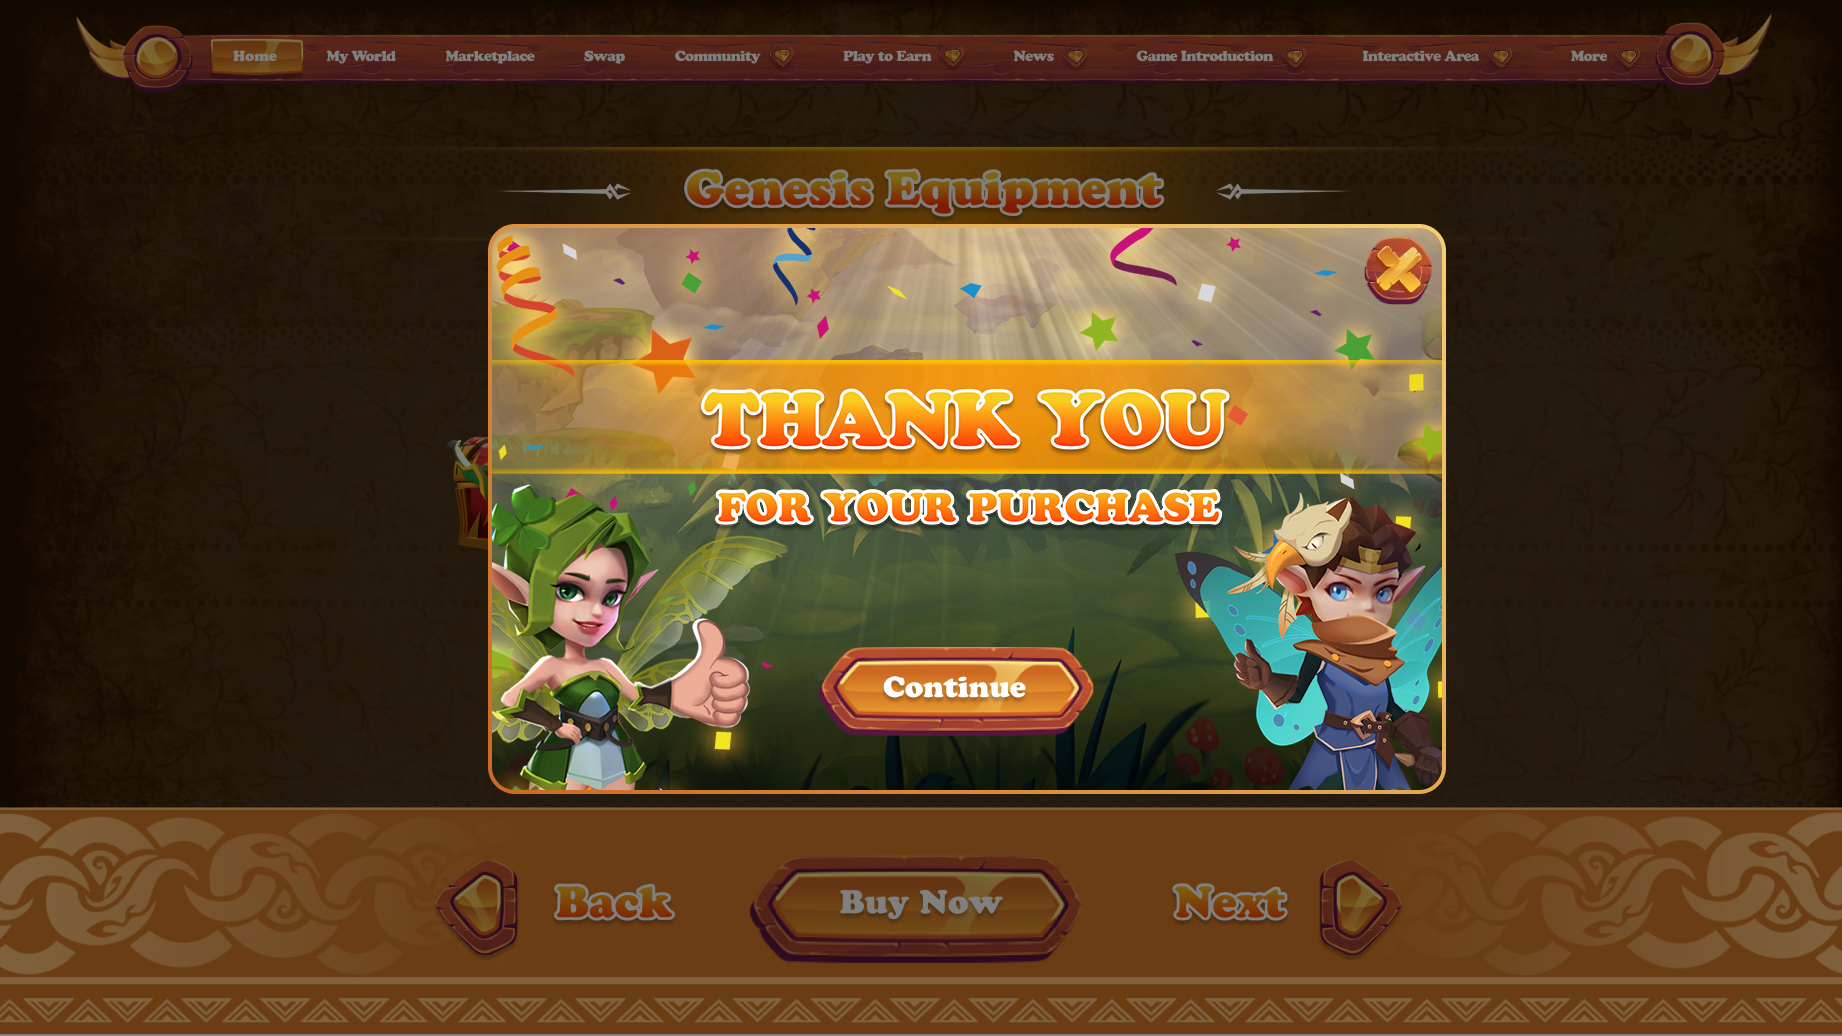 Home My World Marketplace Swap Community Play to Earn News Game Introduction Interactive Area More
Genesis Equipment
THANK YOU
FOR YOUR PURCHASE
Continue
Back Buy Now Next